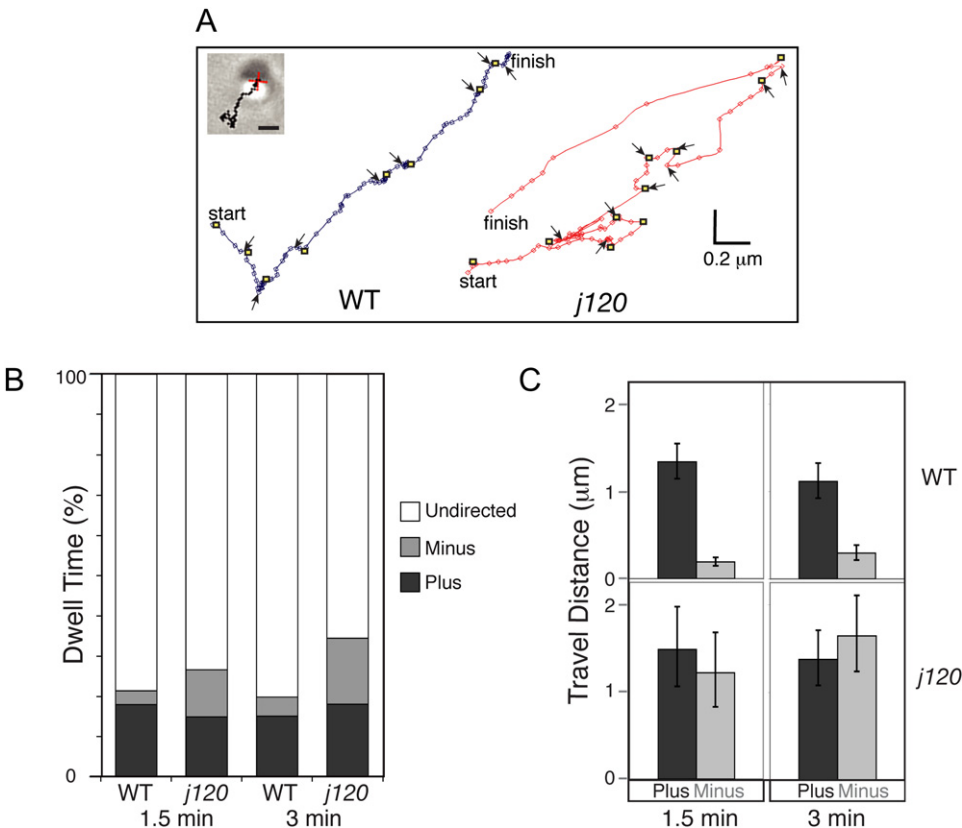 A
finish
start
WT
finish
start
j120
0.2 μm
B
100
Dwell Time (%)
0
WT j120 WT j120
1.5 min 3 min
Undirected
Minus
Plus
C
Travel Distance (μm)
2
1
0
2
1
0
WT
j120
Plus Minus Plus Minus
1.5 min 3 min